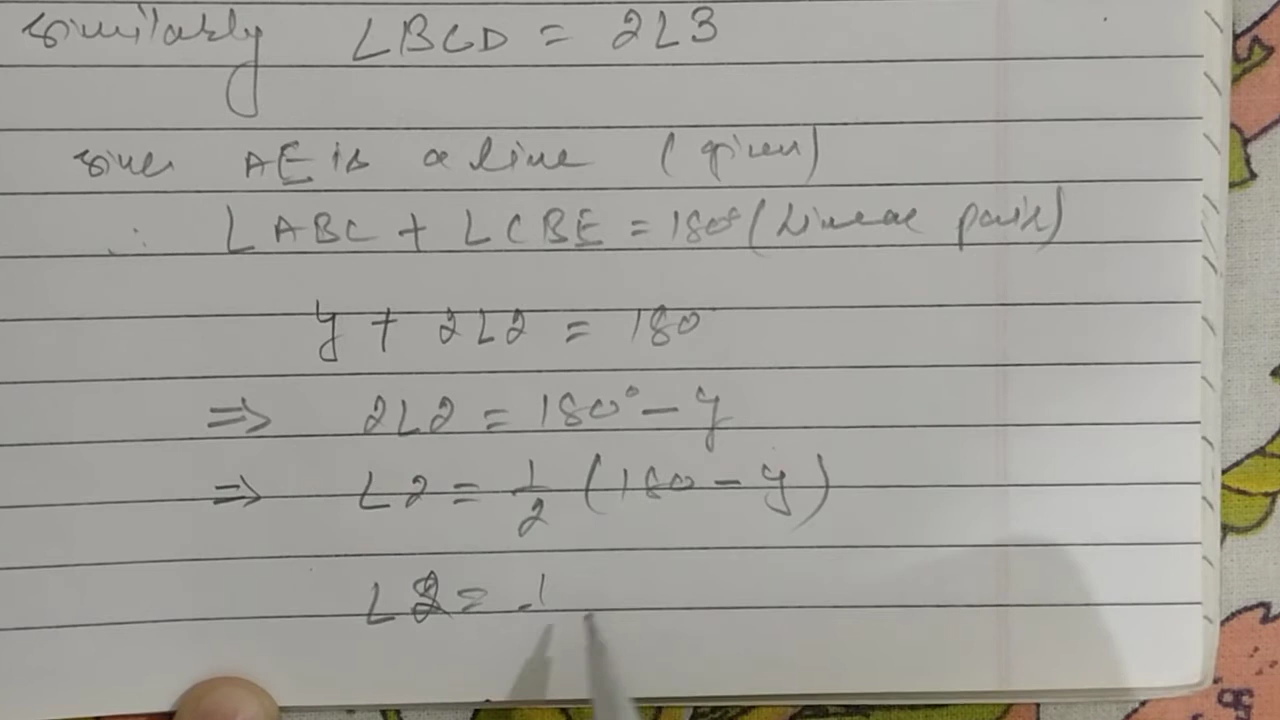 Similarly ∠BCD = 2∠3
Since AE is a line (given)
∴ ∠ABC + ∠CBE = 180° (Linear pair)
y + 2∠2 = 180
⇒ 2∠2 = 180° - y
⇒ ∠2 = 1/2 (180 - y)
∠2 = 1